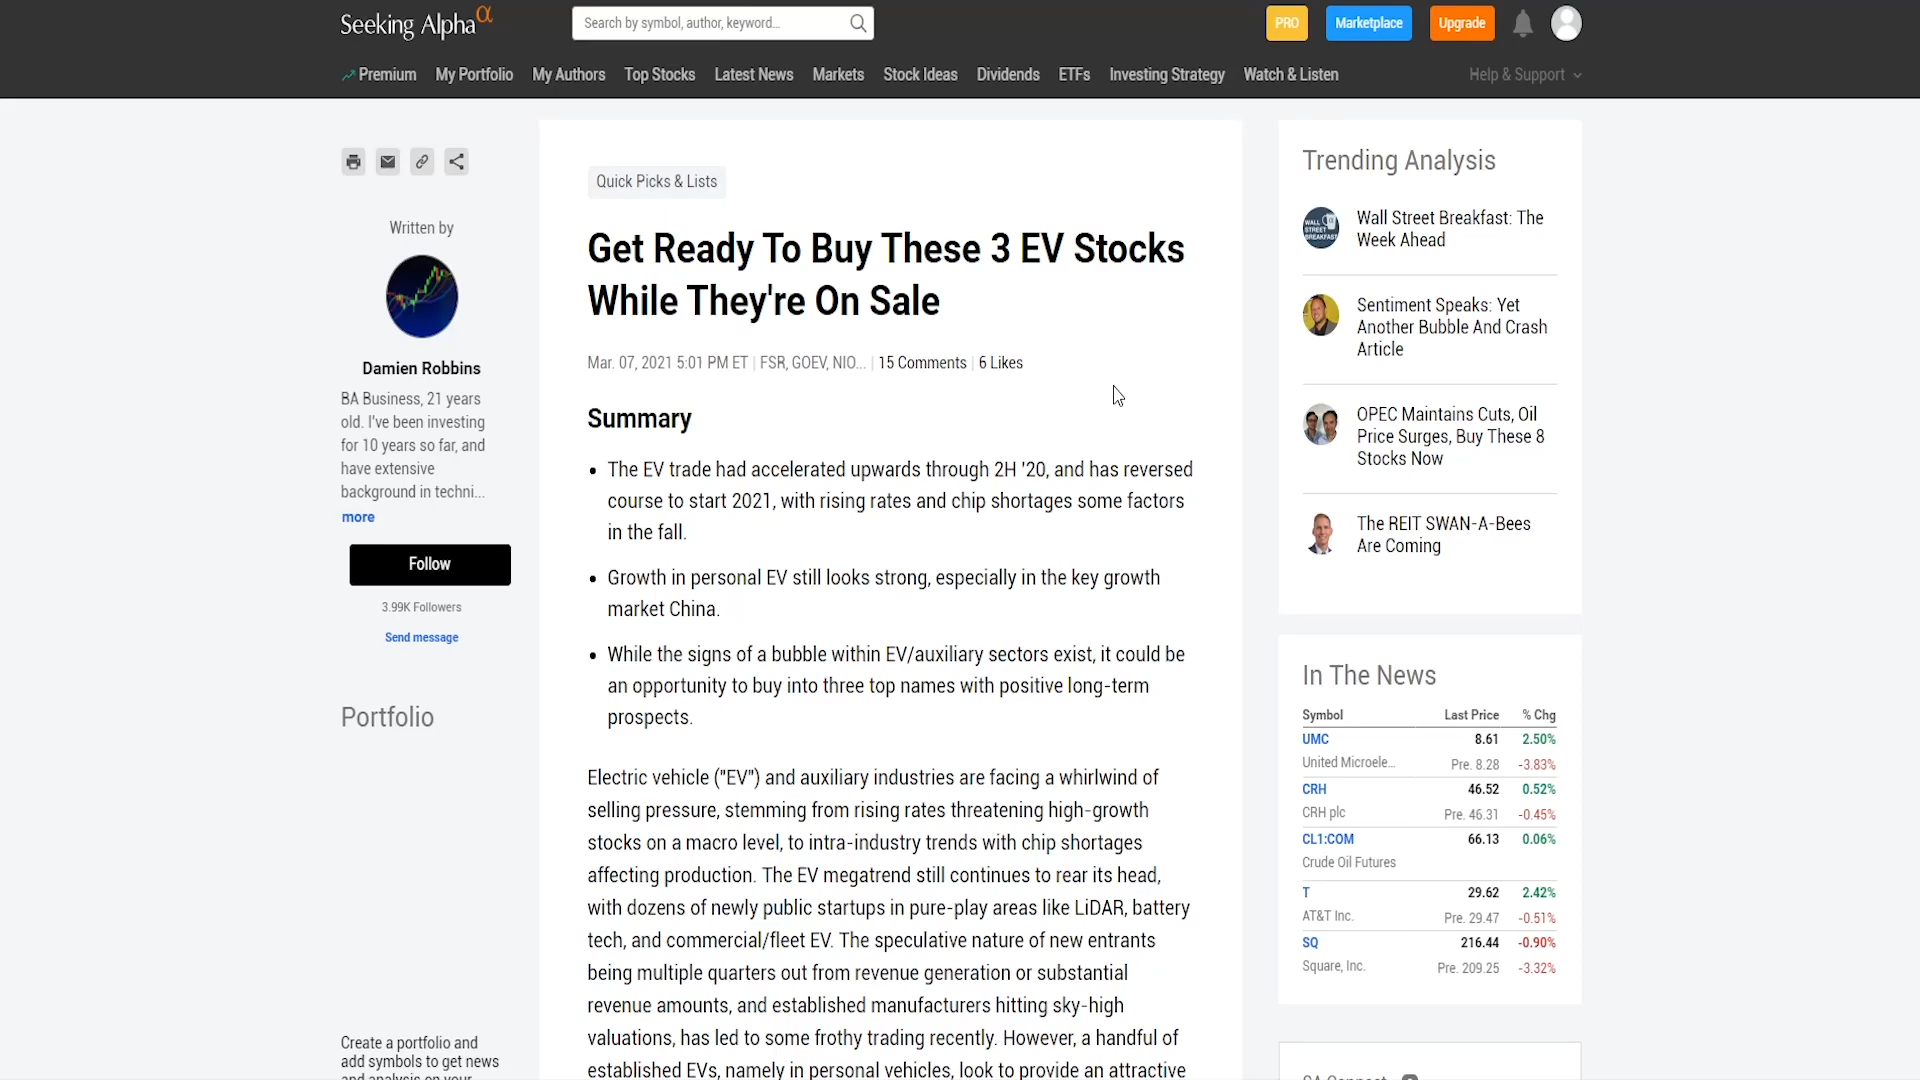 Seeking Alpha α
Search by symbol, author, keyword...
PRO
Marketplace
Upgrade
Premium My Portfolio My Authors Top Stocks Latest News Markets Stock Ideas Dividends ETFs Investing Strategy Watch & Listen Help & Support
Written by
Damien Robbins
BA Business, 21 years
old. I've been investing
for 10 years so far, and
have extensive
background in techni...
more
Follow
3.99K Followers
Send message
Portfolio
Create a portfolio and
add symbols to get news
and analysis on your
Quick Picks & Lists
Get Ready To Buy These 3 EV Stocks
While They're On Sale
Mar. 07, 2021 5:01 PM ET | FSR, GOEV, NIO... | 15 Comments | 6 Likes
Summary
• The EV trade had accelerated upwards through 2H '20, and has reversed
course to start 2021, with rising rates and chip shortages some factors
in the fall.
• Growth in personal EV still looks strong, especially in the key growth
market China.
• While the signs of a bubble within EV/auxiliary sectors exist, it could be
an opportunity to buy into three top names with positive long-term
prospects.
Electric vehicle ("EV") and auxiliary industries are facing a whirlwind of
selling pressure, stemming from rising rates threatening high-growth
stocks on a macro level, to intra-industry trends with chip shortages
affecting production. The EV megatrend still continues to rear its head,
with dozens of newly public startups in pure-play areas like LiDAR, battery
tech, and commercial/fleet EV. The speculative nature of new entrants
being multiple quarters out from revenue generation or substantial
revenue amounts, and established manufacturers hitting sky-high
valuations, has led to some frothy trading recently. However, a handful of
established EVs, namely in personal vehicles, look to provide an attractive
Trending Analysis
WALL STREET BREAKFAST
Wall Street Breakfast: The
Week Ahead
Sentiment Speaks: Yet
Another Bubble And Crash
Article
OPEC Maintains Cuts, Oil
Price Surges, Buy These 8
Stocks Now
The REIT SWAN-A-Bees
Are Coming
In The News
Symbol Last Price % Chg
UMC 8.61 2.50%
United Microele... Pre. 8.28 -3.83%
CRH 46.52 0.52%
CRH plc Pre. 46.31 -0.45%
CL1:COM 66.13 0.06%
Crude Oil Futures
T 29.62 2.42%
AT&T Inc. Pre. 29.47 -0.51%
SQ 216.44 -0.90%
Square, Inc. Pre. 209.25 -3.32%